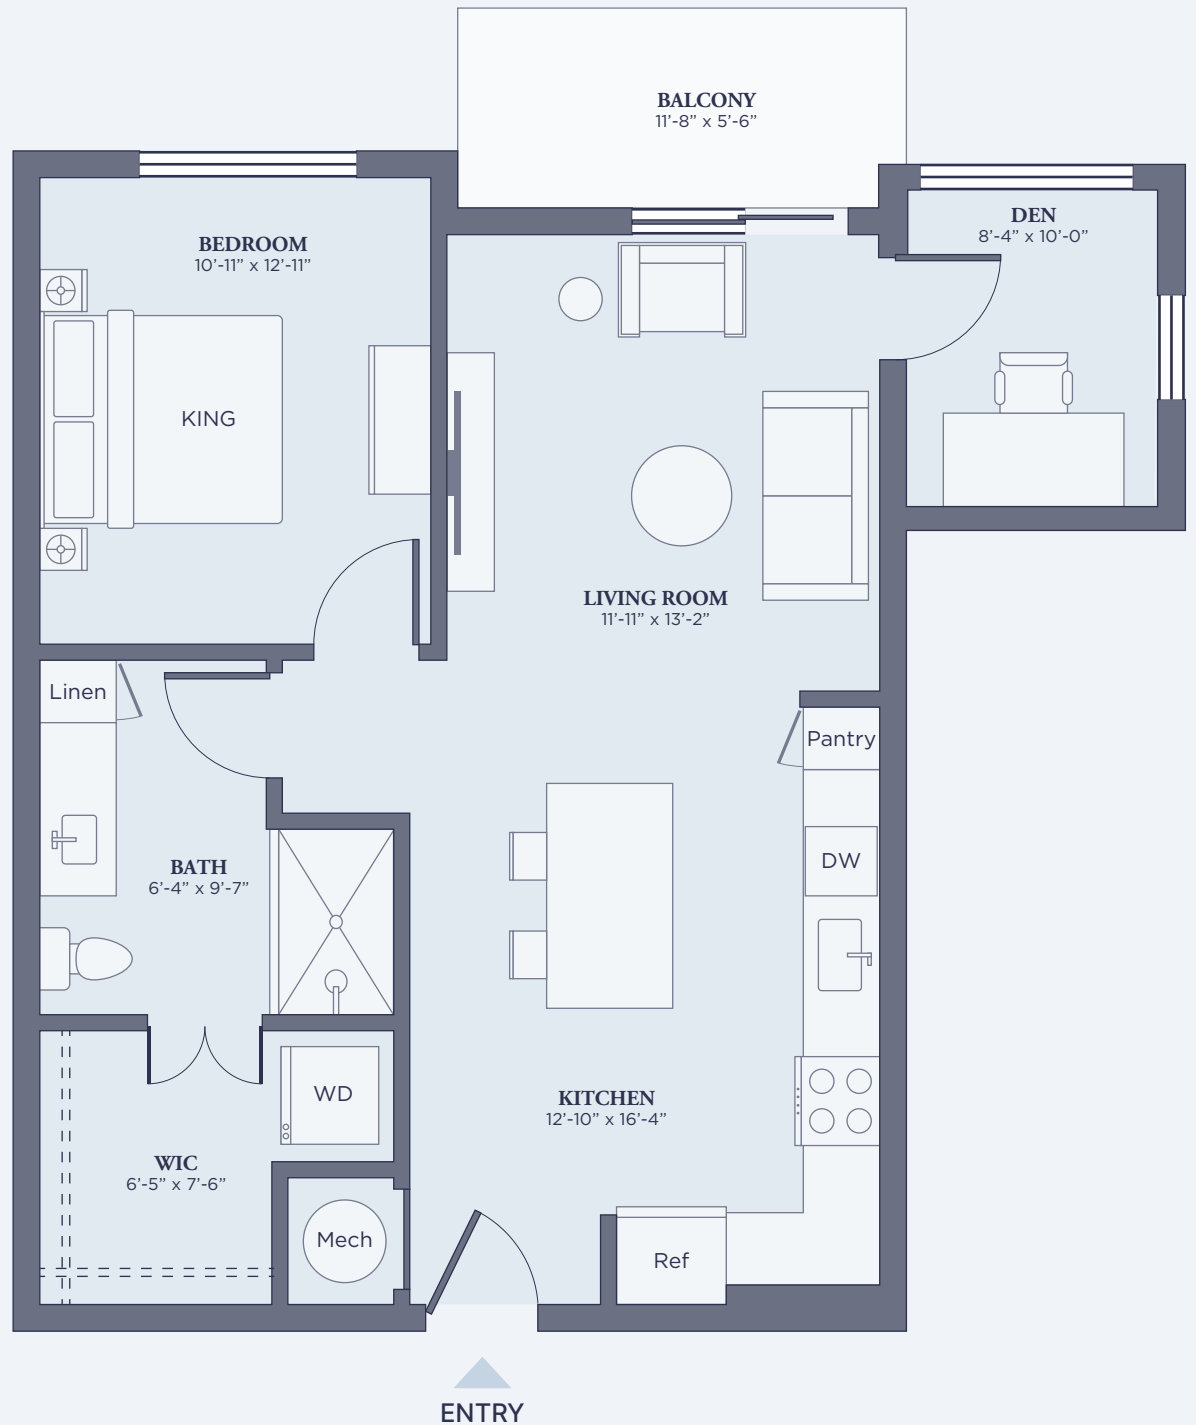 BALCONY
11’-8” x 5’-6”
BEDROOM
10’-11” x 12’-11”
DEN
8’-4” x 10’-0”
KING
LIVING ROOM
11’-11” x 13’-2”
Linen
Pantry
DW
BATH
6’-4” x 9’-7”
WD
KITCHEN
12’-10” x 16’-4”
WIC
6’-5” x 7’-6”
Mech
Ref
ENTRY